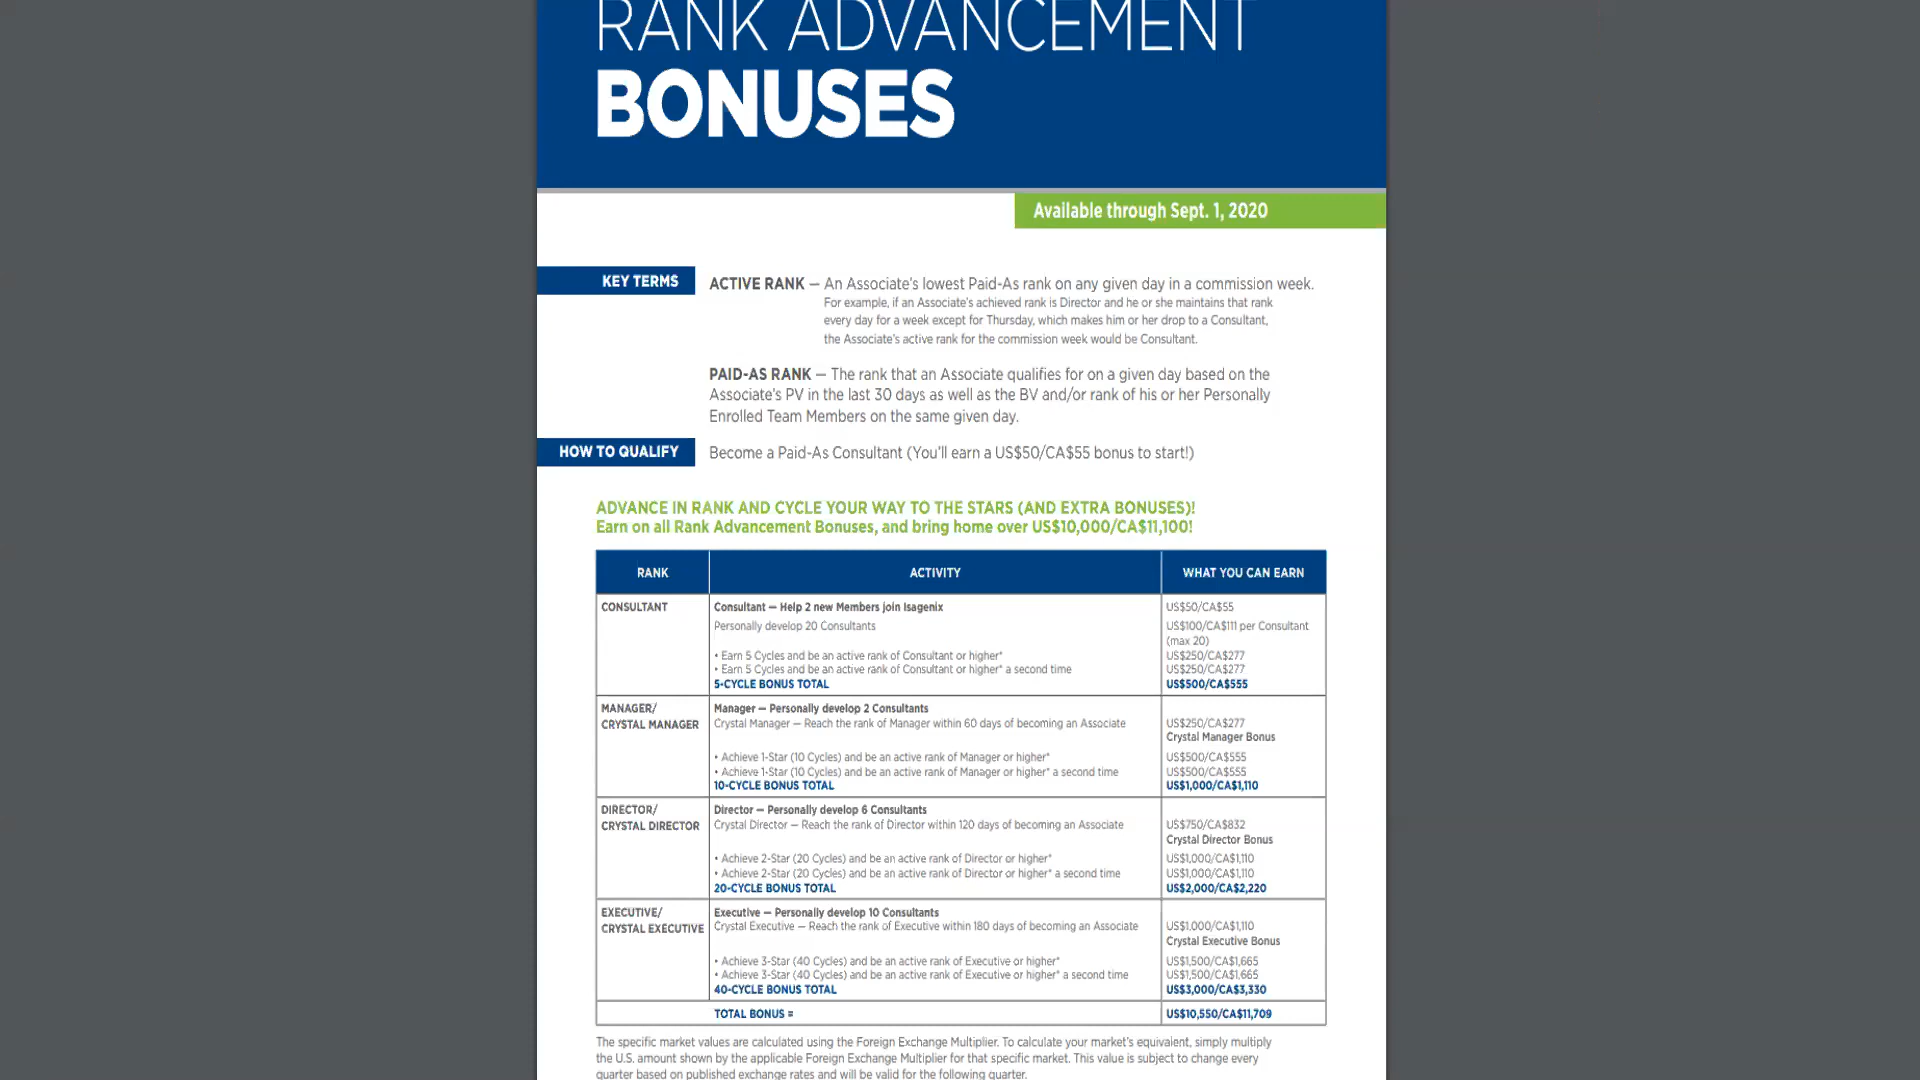 RANK ADVANCEMENT
BONUSES
Available through Sept. 1, 2020
KEY TERMS
ACTIVE RANK — An Associate's lowest Paid-As rank on any given day in a commission week.
For example, if an Associate's achieved rank is Director and he or she maintains that rank
every day for a week except for Thursday, which makes him or her drop to a Consultant,
the Associate's active rank for the commission week would be Consultant.
PAID-AS RANK — The rank that an Associate qualifies for on a given day based on the
Associate's PV in the last 30 days as well as the BV and/or rank of his or her Personally
Enrolled Team Members on the same given day.
HOW TO QUALIFY
Become a Paid-As Consultant (You'll earn a US$50/CA$55 bonus to start!)
ADVANCE IN RANK AND CYCLE YOUR WAY TO THE STARS (AND EXTRA BONUSES)!
Earn on all Rank Advancement Bonuses, and bring home over US$10,000/CA$11,100!
RANK ACTIVITY WHAT YOU CAN EARN
CONSULTANT Consultant — Help 2 new Members join Isagenix US$50/CA$55
Personally develop 20 Consultants US$100/CA$111 per Consultant
(max 20)
• Earn 5 Cycles and be an active rank of Consultant or higher* US$250/CA$277
• Earn 5 Cycles and be an active rank of Consultant or higher* a second time US$250/CA$277
5-CYCLE BONUS TOTAL US$500/CA$555
MANAGER/ Manager — Personally develop 2 Consultants
CRYSTAL MANAGER Crystal Manager — Reach the rank of Manager within 60 days of becoming an Associate US$250/CA$277
Crystal Manager Bonus
• Achieve 1-Star (10 Cycles) and be an active rank of Manager or higher* US$500/CA$555
• Achieve 1-Star (10 Cycles) and be an active rank of Manager or higher* a second time US$500/CA$555
10-CYCLE BONUS TOTAL US$1,000/CA$1,110
DIRECTOR/ Director — Personally develop 6 Consultants
CRYSTAL DIRECTOR Crystal Director — Reach the rank of Director within 120 days of becoming an Associate US$750/CA$832
Crystal Director Bonus
• Achieve 2-Star (20 Cycles) and be an active rank of Director or higher* US$1,000/CA$1,110
• Achieve 2-Star (20 Cycles) and be an active rank of Director or higher* a second time US$1,000/CA$1,110
20-CYCLE BONUS TOTAL US$2,000/CA$2,220
EXECUTIVE/ Executive — Personally develop 10 Consultants
CRYSTAL EXECUTIVE Crystal Executive — Reach the rank of Executive within 180 days of becoming an Associate US$1,000/CA$1,110
Crystal Executive Bonus
• Achieve 3-Star (40 Cycles) and be an active rank of Executive or higher* US$1,500/CA$1,665
• Achieve 3-Star (40 Cycles) and be an active rank of Executive or higher* a second time US$1,500/CA$1,665
40-CYCLE BONUS TOTAL US$3,000/CA$3,330
TOTAL BONUS = US$10,550/CA$11,709
The specific market values are calculated using the Foreign Exchange Multiplier. To calculate your market's equivalent, simply multiply
the U.S. amount shown by the applicable Foreign Exchange Multiplier for that specific market. This value is subject to change every
quarter based on published exchange rates and will be valid for the following quarter.